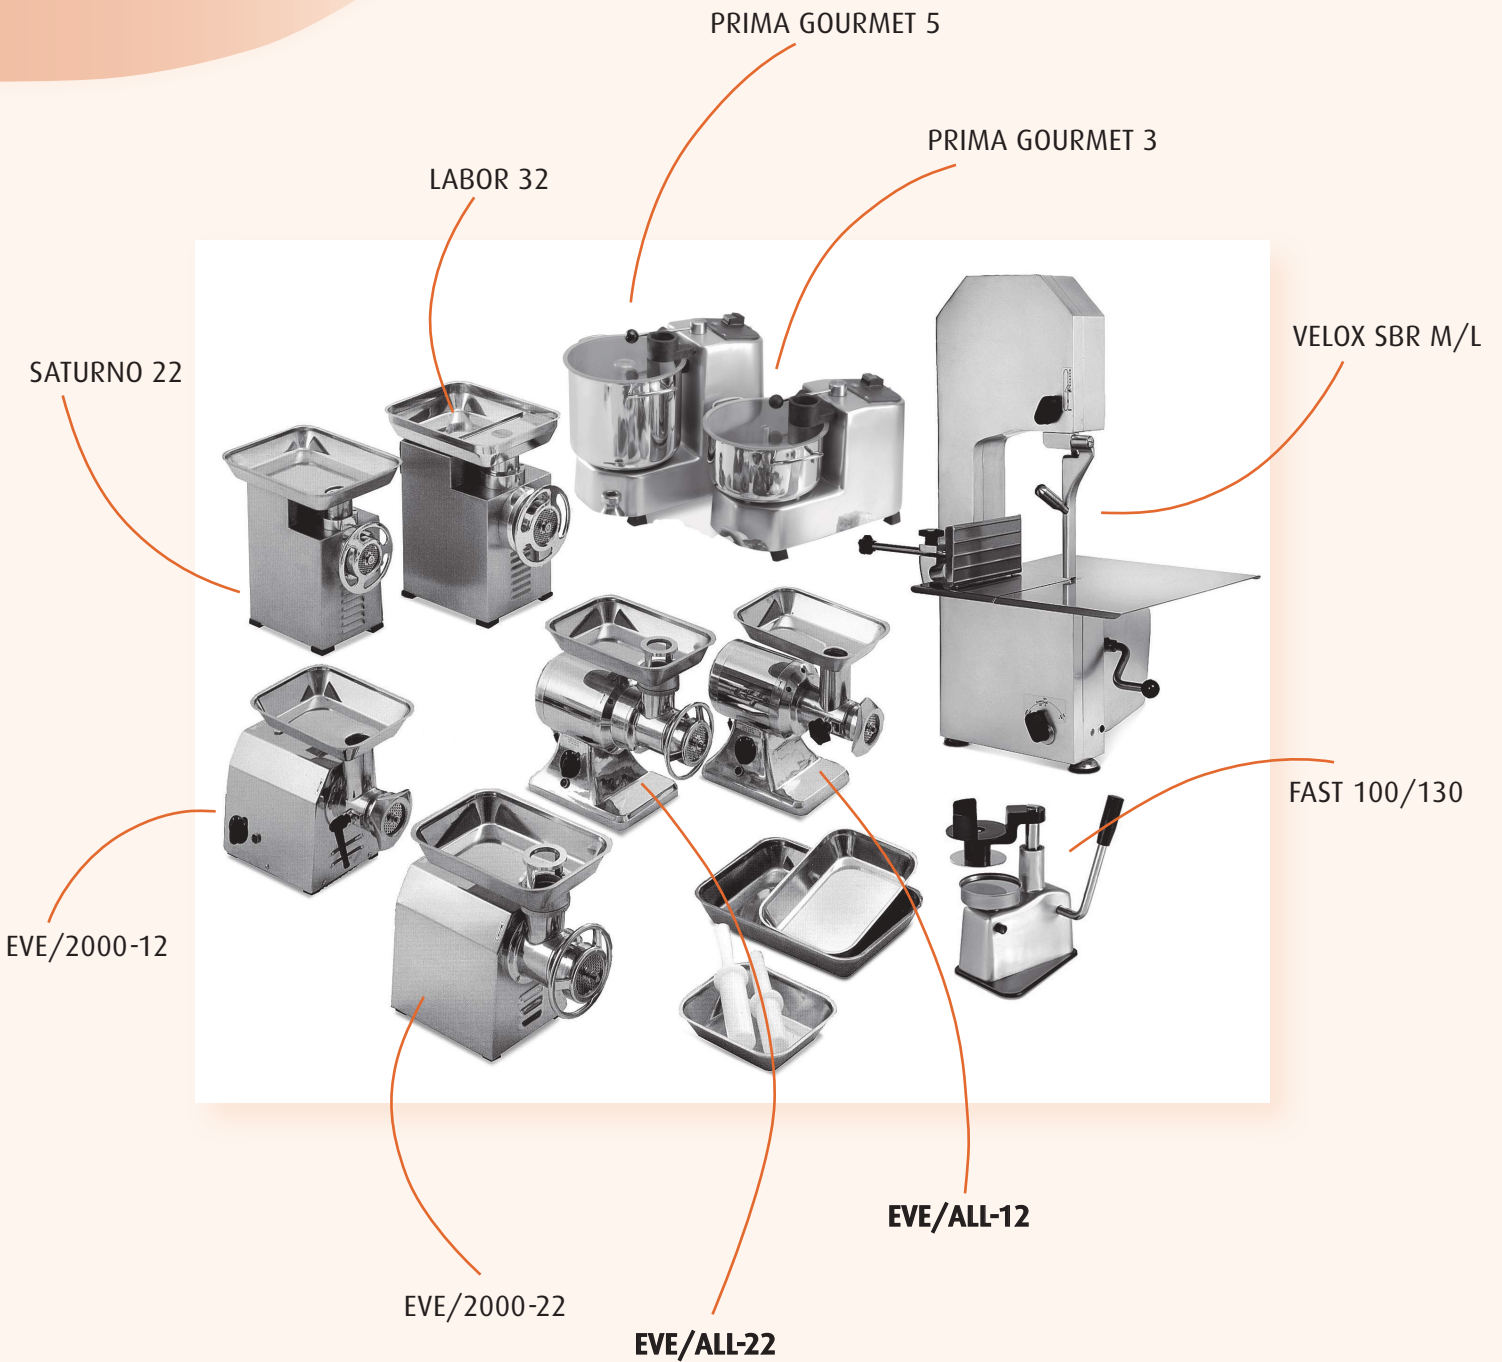 PRIMA GOURMET 5
PRIMA GOURMET 3
LABOR 32
VELOX SBR M/L
SATURNO 22
FAST 100/130
EVE/2000-12
EVE/ALL-12
EVE/2000-22
EVE/ALL-22